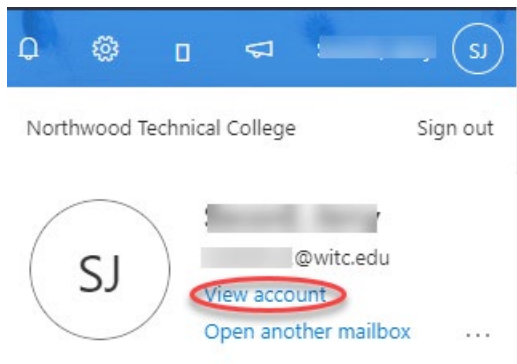 SJ
Northwood Technical College Sign out
SJ
@witc.edu
View account
Open another mailbox ...